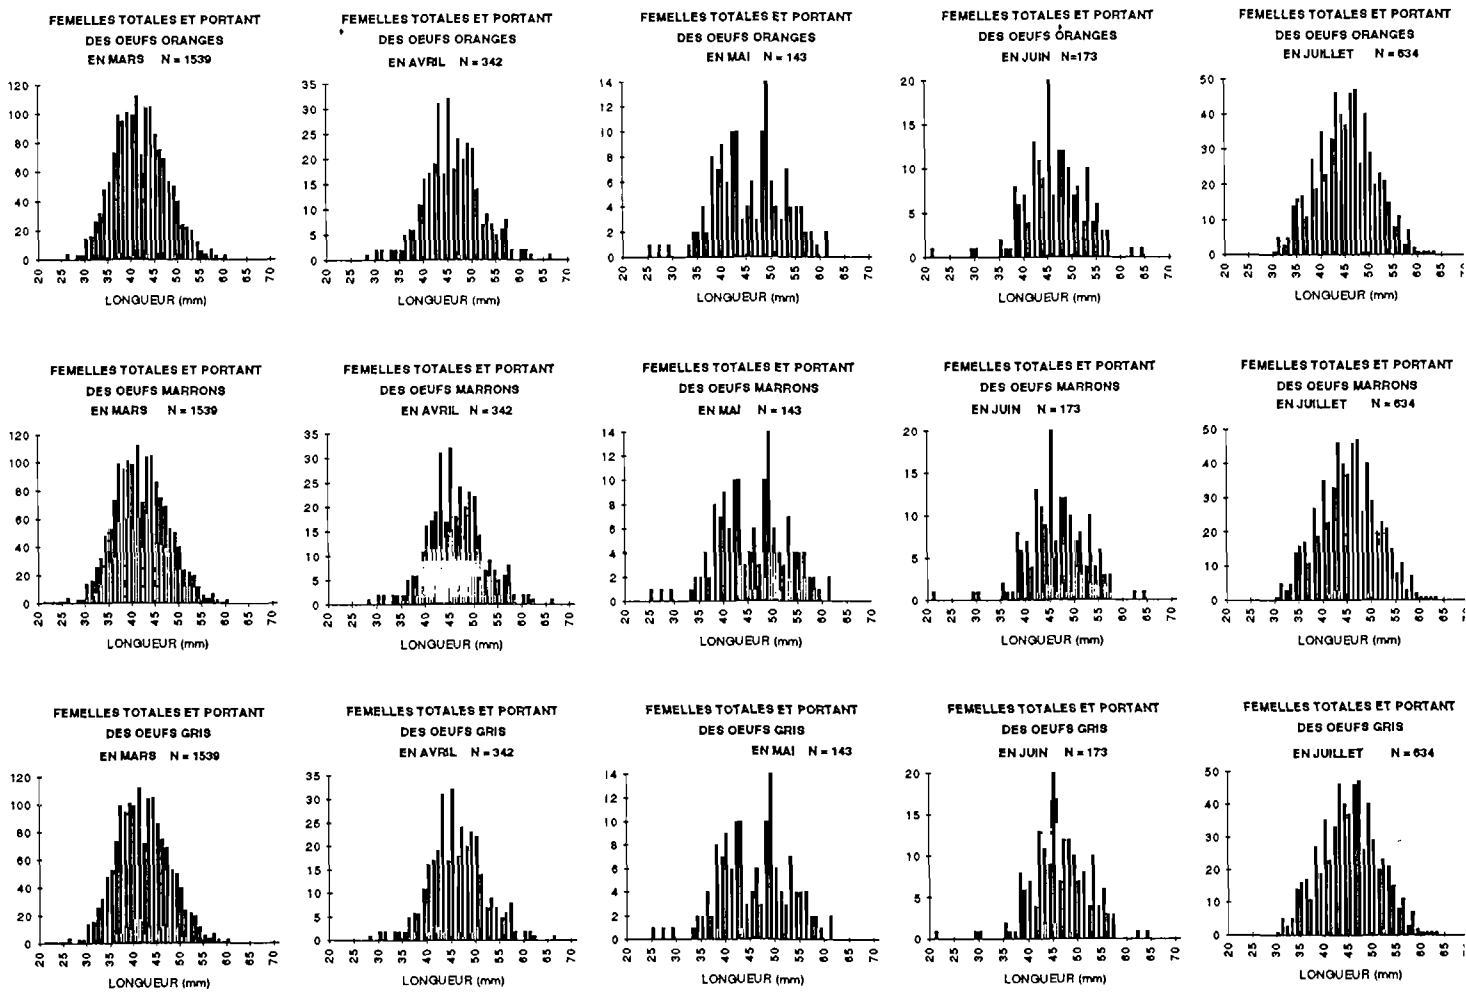 FEMELLES TOTALES ET PORTANT
DES OEUFS ORANGES
EN MARS N = 1539
120
100
80
60
40
20
0
20 25 30 35 40 45 50 55 60 65 70
LONGUEUR (mm)
FEMELLES TOTALES ET PORTANT
DES OEUFS ORANGES
EN AVRIL N = 342
35
30
25
20
15
10
5
0
20 25 30 35 40 45 50 55 60 65 70
LONGUEUR (mm)
FEMELLES TOTALES ET PORTANT
DES OEUFS ORANGES
EN MAI N = 143
14
12
10
8
6
4
2
0
20 25 30 35 40 45 50 55 60 65 70
LONGUEUR (mm)
FEMELLES TOTALES ET PORTANT
DES OEUFS ORANGES
EN JUIN N=173
20
15
10
5
0
20 25 30 35 40 45 50 55 60 65 70
LONGUEUR (mm)
FEMELLES TOTALES ET PORTANT
DES OEUFS ORANGES
EN JUILLET N = 634
50
40
30
20
10
0
20 25 30 35 40 45 50 55 60 65 70
LONGUEUR (mm)
FEMELLES TOTALES ET PORTANT
DES OEUFS MARRONS
EN MARS N = 1539
120
100
80
60
40
20
0
20 25 30 35 40 45 50 55 60 65 70
LONGUEUR (mm)
FEMELLES TOTALES ET PORTANT
DES OEUFS MARRONS
EN AVRIL N = 342
35
30
25
20
15
10
5
0
20 25 30 35 40 45 50 55 60 65 70
LONGUEUR (mm)
FEMELLES TOTALES ET PORTANT
DES OEUFS MARRONS
EN MAI N = 143
14
12
10
8
6
4
2
0
20 25 30 35 40 45 50 55 60 65 70
LONGUEUR (mm)
FEMELLES TOTALES ET PORTANT
DES OEUFS MARRONS
EN JUIN N = 173
20
15
10
5
0
20 25 30 35 40 45 50 55 60 65 70
LONGUEUR (mm)
FEMELLES TOTALES ET PORTANT
DES OEUFS MARRONS
EN JUILLET N = 634
50
40
30
20
10
0
20 25 30 35 40 45 50 55 60 65 70
LONGUEUR (mm)
FEMELLES TOTALES ET PORTANT
DES OEUFS GRIS
EN MARS N = 1539
120
100
80
60
40
20
0
20 25 30 35 40 45 50 55 60 65 70
LONGUEUR (mm)
FEMELLES TOTALES ET PORTANT
DES OEUFS GRIS
EN AVRIL N = 342
35
30
25
20
15
10
5
0
20 25 30 35 40 45 50 55 60 65 70
LONGUEUR (mm)
FEMELLES TOTALES ET PORTANT
DES OEUFS GRIS
EN MAI N = 143
14
12
10
8
6
4
2
0
20 25 30 35 40 45 50 55 60 65 70
LONGUEUR (mm)
FEMELLES TOTALES ET PORTANT
DES OEUFS GRIS
EN JUIN N = 173
20
15
10
5
0
20 25 30 35 40 45 50 55 60 65 70
LONGUEUR (mm)
FEMELLES TOTALES ET PORTANT
DES OEUFS GRIS
EN JUILLET N = 634
50
40
30
20
10
0
20 25 30 35 40 45 50 55 60 65 70
LONGUEUR (mm)